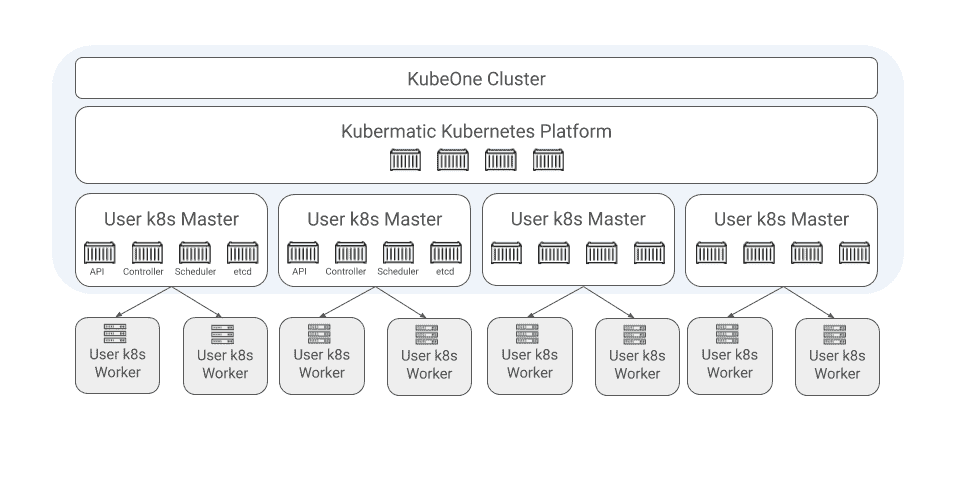 KubeOne Cluster
Kubermatic Kubernetes Platform
User k8s Master
API Controller Scheduler etcd
User k8s Master
API Controller Scheduler etcd
User k8s Master
User k8s Master
User k8s
Worker
User k8s
Worker
User k8s
Worker
User k8s
Worker
User k8s
Worker
User k8s
Worker
User k8s
Worker
User k8s
Worker